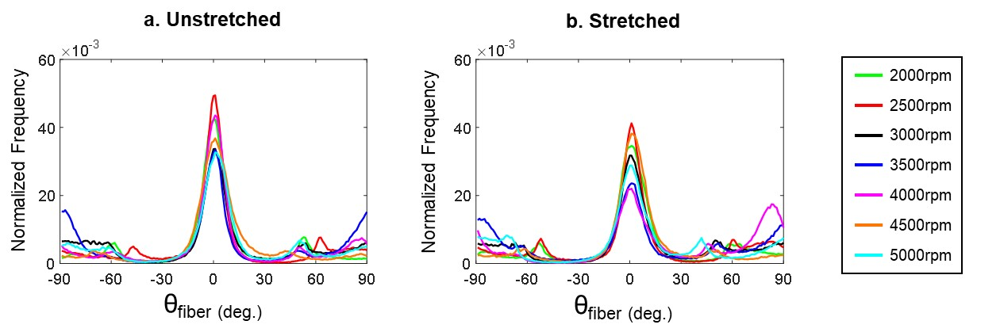 a. Unstretched
b. Stretched
×10⁻³
60
40
20
0
Normalized Frequency
-90 -60 -30 0 30 60 90
θfiber (deg.)
×10⁻³
60
40
20
0
Normalized Frequency
-90 -60 -30 0 30 60 90
θfiber (deg.)
2000rpm
2500rpm
3000rpm
3500rpm
4000rpm
4500rpm
5000rpm